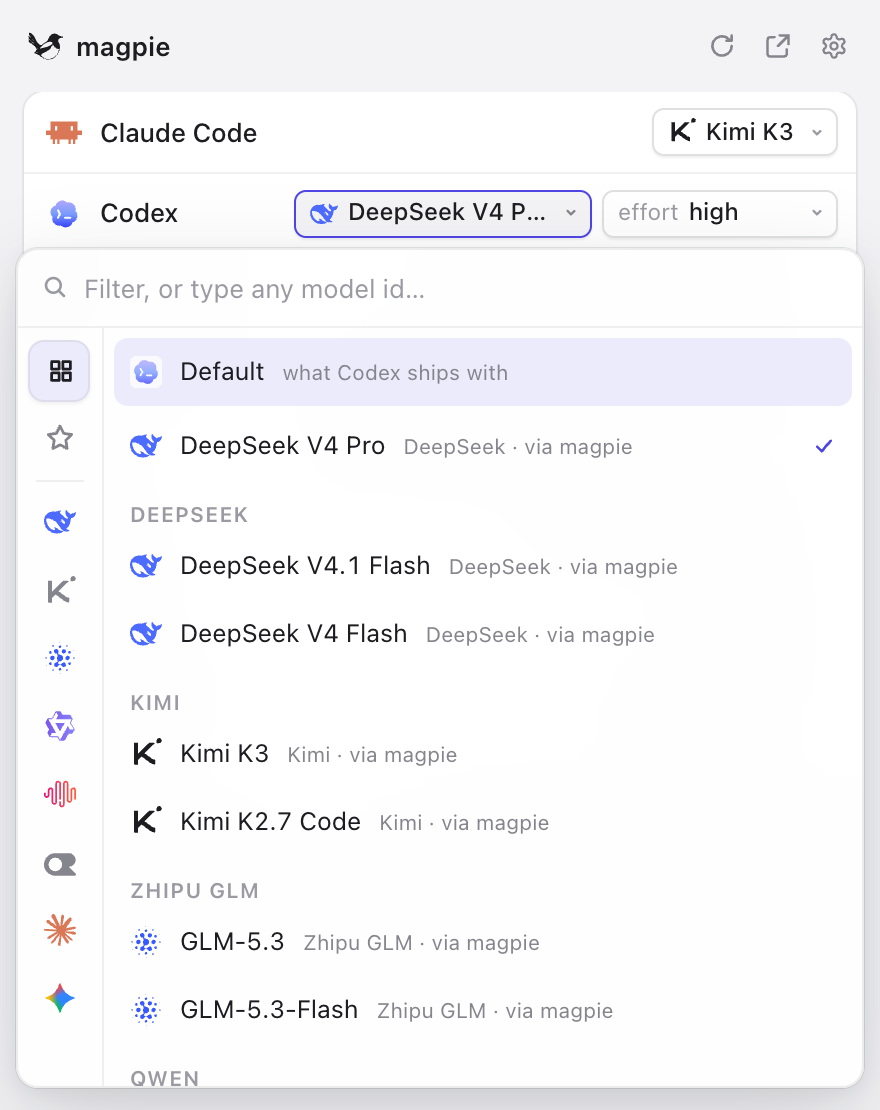 magpie
Claude Code
Kimi K3
Codex
DeepSeek V4 P...
effort high
Filter, or type any model id...
Default what Codex ships with
DeepSeek V4 Pro DeepSeek · via magpie
DEEPSEEK
DeepSeek V4.1 Flash DeepSeek · via magpie
DeepSeek V4 Flash DeepSeek · via magpie
KIMI
Kimi K3 Kimi · via magpie
Kimi K2.7 Code Kimi · via magpie
ZHIPU GLM
GLM-5.3 Zhipu GLM · via magpie
GLM-5.3-Flash Zhipu GLM · via magpie
QWEN